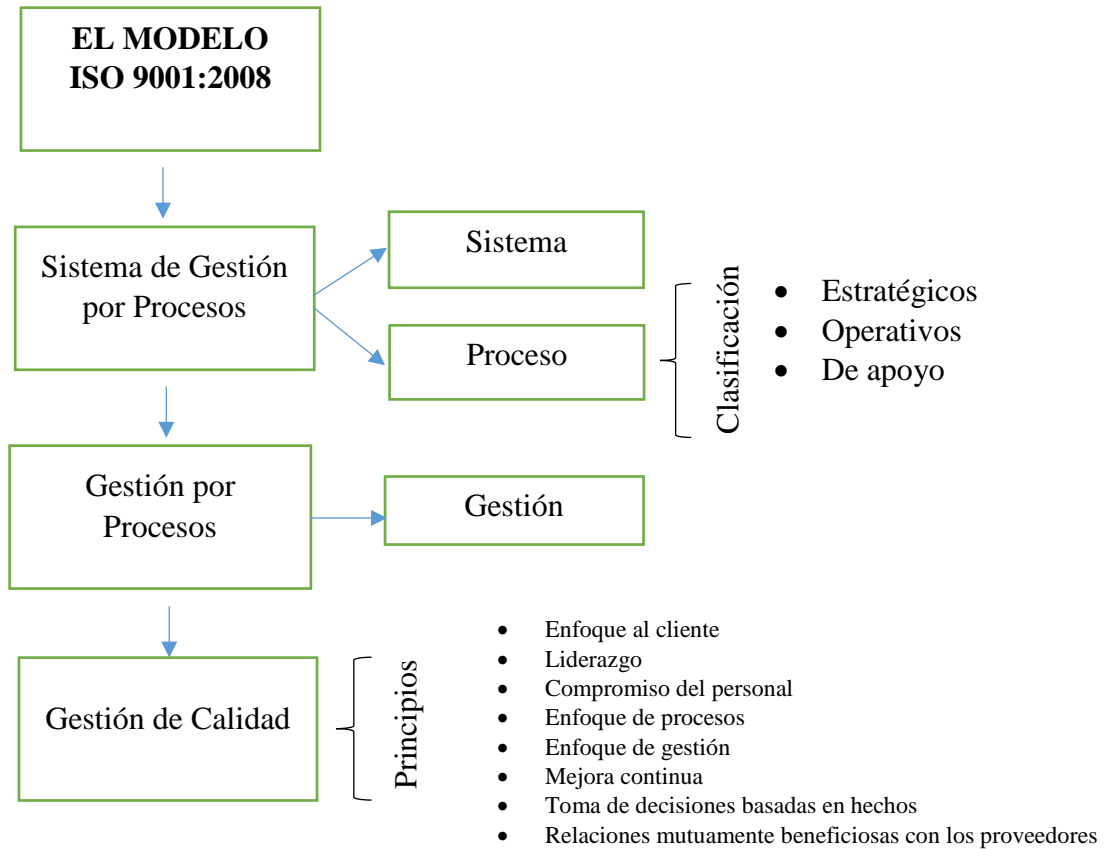 EL MODELO
ISO 9001:2008
Sistema de Gestión
por Procesos
Sistema
Proceso
Clasificación
• Estratégicos
• Operativos
• De apoyo
Gestión por
Procesos
Gestión
Gestión de Calidad
Principios
• Enfoque al cliente
• Liderazgo
• Compromiso del personal
• Enfoque de procesos
• Enfoque de gestión
• Mejora continua
• Toma de decisiones basadas en hechos
• Relaciones mutuamente beneficiosas con los proveedores